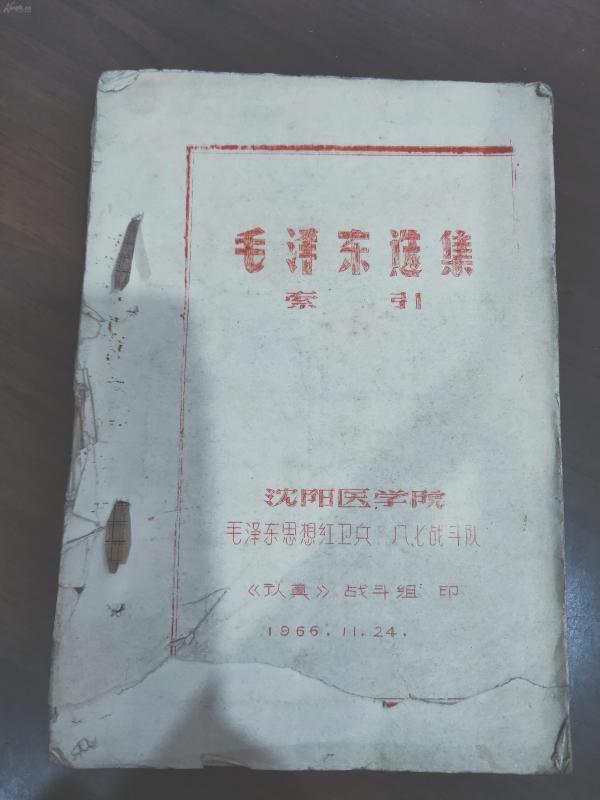 毛泽东选集
索 引
沈阳医学院
毛泽东思想红卫兵 八七战斗队
《认真》战斗组 印
1966.11.24.